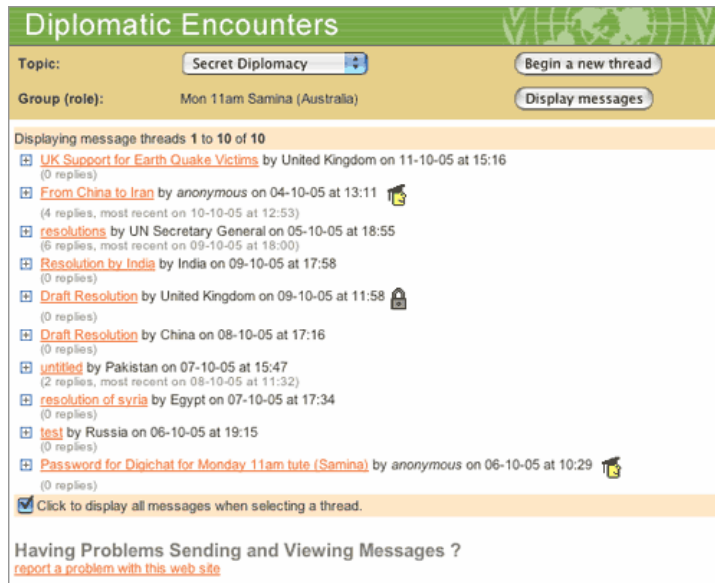 Diplomatic Encounters
Topic: Secret Diplomacy Begin a new thread
Group (role): Mon 11am Samina (Australia) Display messages
Displaying message threads 1 to 10 of 10
UK Support for Earth Quake Victims by United Kingdom on 11-10-05 at 15:16
(0 replies)
From China to Iran by anonymous on 04-10-05 at 13:11
(4 replies, most recent on 10-10-05 at 12:53)
resolutions by UN Secretary General on 05-10-05 at 18:55
(6 replies, most recent on 09-10-05 at 18:00)
Resolution by India by India on 09-10-05 at 17:58
(0 replies)
Draft Resolution by United Kingdom on 09-10-05 at 11:58
(0 replies)
Draft Resolution by China on 08-10-05 at 17:16
(0 replies)
untitled by Pakistan on 07-10-05 at 15:47
(2 replies, most recent on 08-10-05 at 11:32)
resolution of syria by Egypt on 07-10-05 at 17:34
(0 replies)
test by Russia on 06-10-05 at 19:15
(0 replies)
Password for Digichat for Monday 11am tute (Samina) by anonymous on 06-10-05 at 10:29
(0 replies)
Click to display all messages when selecting a thread.
Having Problems Sending and Viewing Messages ?
report a problem with this web site